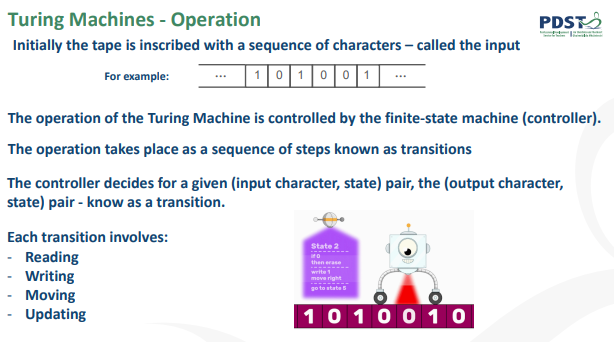 Turing Machines - Operation
PDST
Initially the tape is inscribed with a sequence of characters – called the input
For example: ... 1 0 1 0 0 1 ...
The operation of the Turing Machine is controlled by the finite-state machine (controller).
The operation takes place as a sequence of steps known as transitions
The controller decides for a given (input character, state) pair, the (output character,
state) pair - know as a transition.
Each transition involves:
- Reading
- Writing
- Moving
- Updating
State 2
if 0
then erase
write 1
move right
go to state 5
1 0 1 0 0 1 0